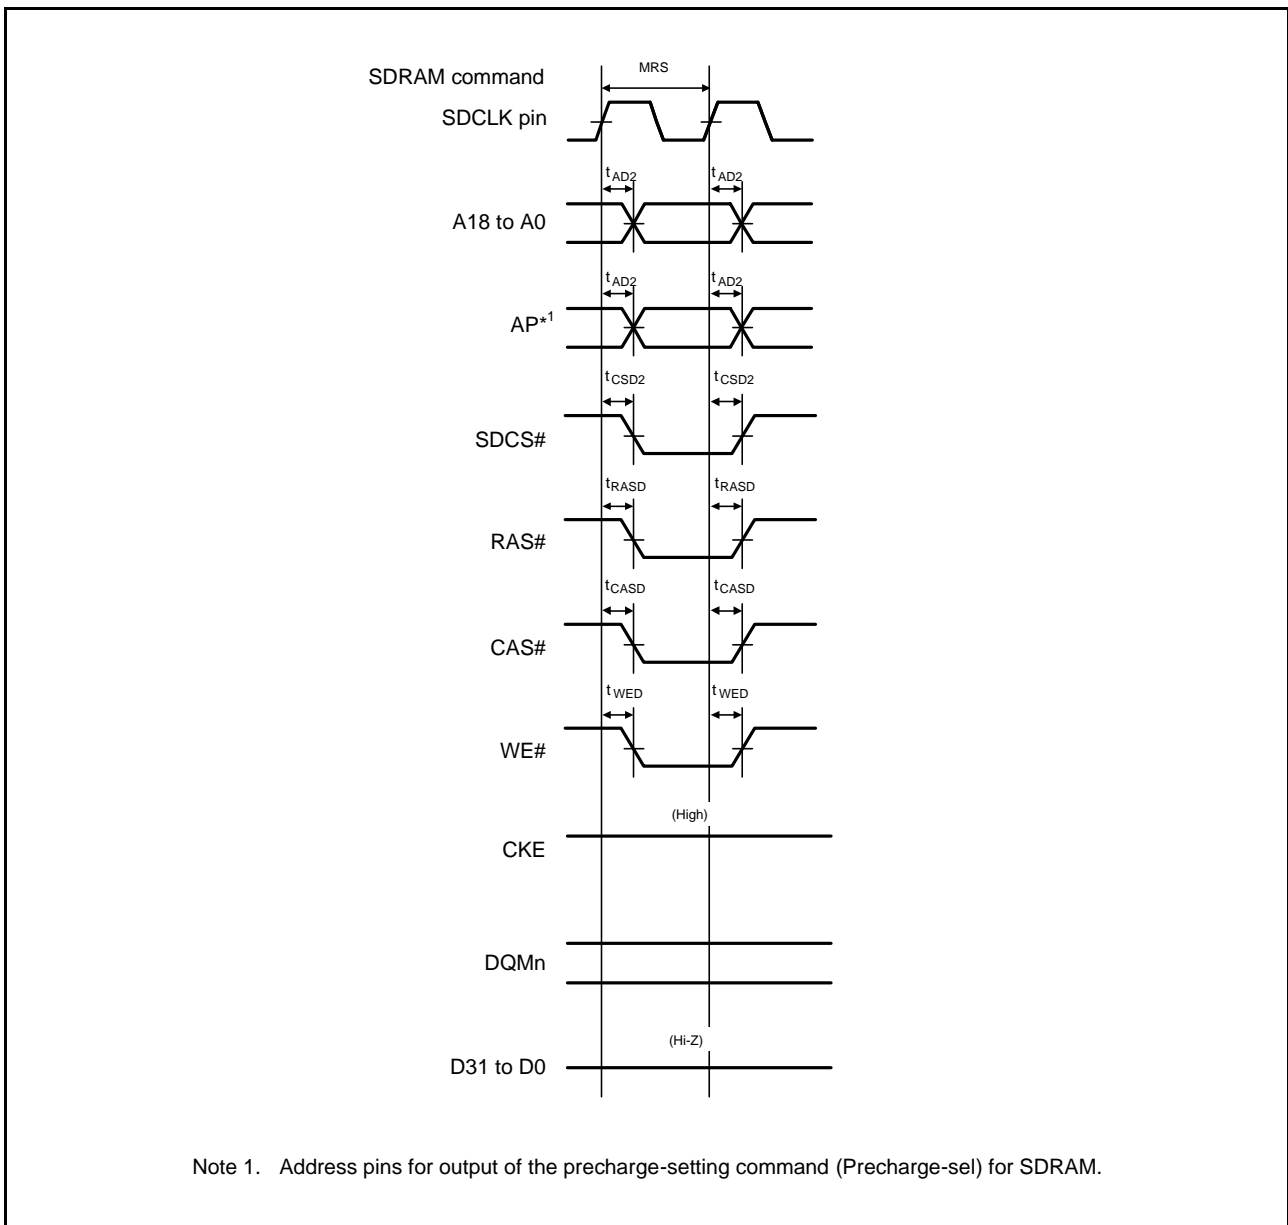 MRS
SDRAM command
SDCLK pin
tAD2 tAD2
A18 to A0
tAD2 tAD2
AP*1
tCSD2 tCSD2
SDCS#
tRASD tRASD
RAS#
tCASD tCASD
CAS#
tWED tWED
WE#
(High)
CKE
DQMn
(Hi-Z)
D31 to D0
Note 1. Address pins for output of the precharge-setting command (Precharge-sel) for SDRAM.